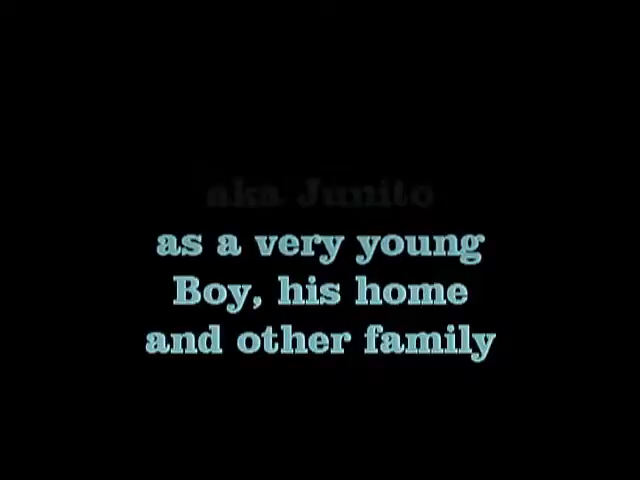 aka Junito
as a very young
Boy, his home
and other family